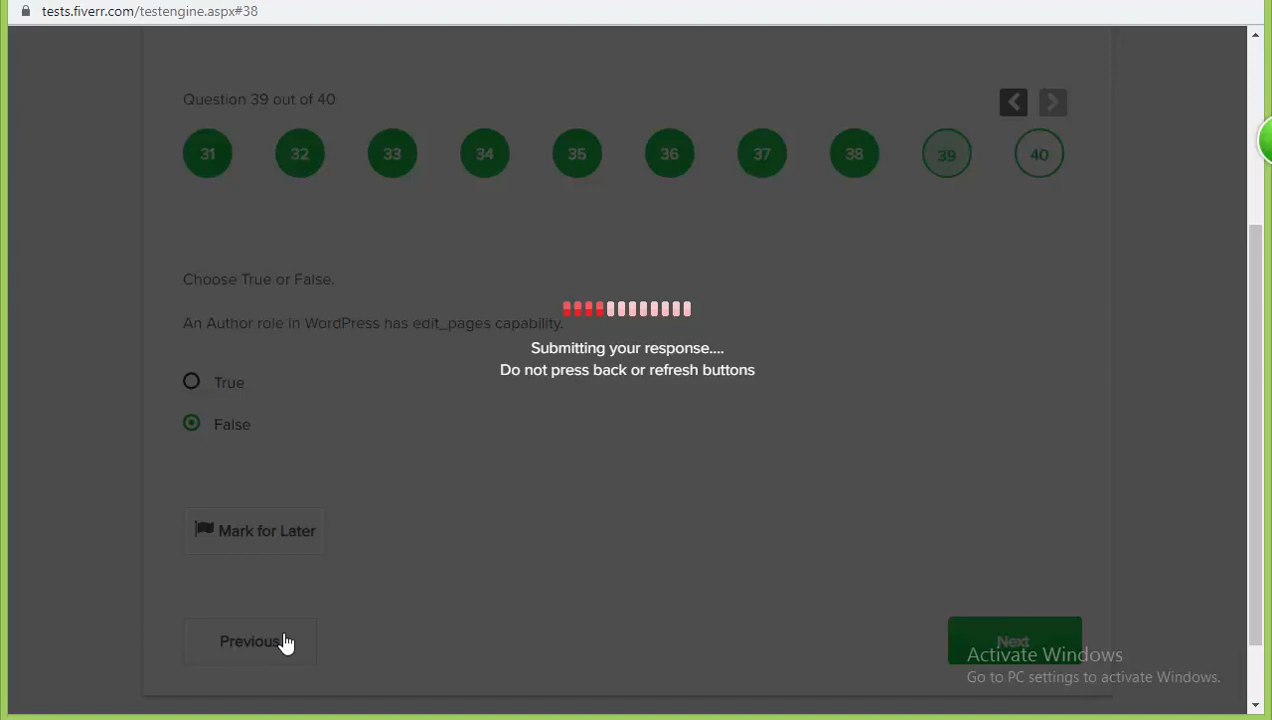 tests.fiverr.com/testengine.aspx#38
Question 39 out of 40
31 32 33 34 35 36 37 38 39 40
Choose True or False.
An Author role in WordPress has edit_pages capability.
Submitting your response....
Do not press back or refresh buttons
True
False
Mark for Later
Previous
Next
Activate Windows
Go to PC settings to activate Windows.